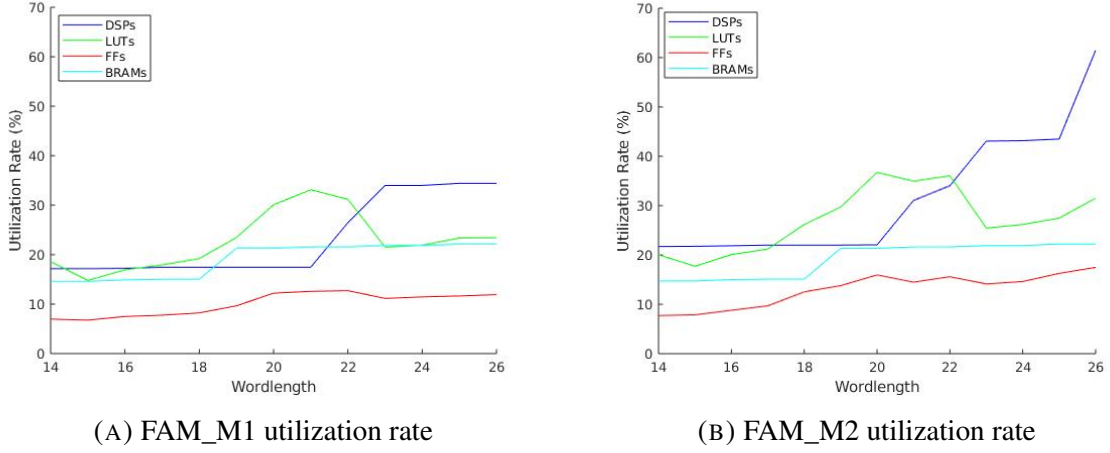 70
60
50
40
30
20
10
0
Utilization Rate (%)
DSPs
LUTs
FFs
BRAMs
14 16 18 20 22 24 26
Wordlength
(A) FAM_M1 utilization rate
70
60
50
40
30
20
10
0
Utilization Rate (%)
DSPs
LUTs
FFs
BRAMs
14 16 18 20 22 24 26
Wordlength
(B) FAM_M2 utilization rate